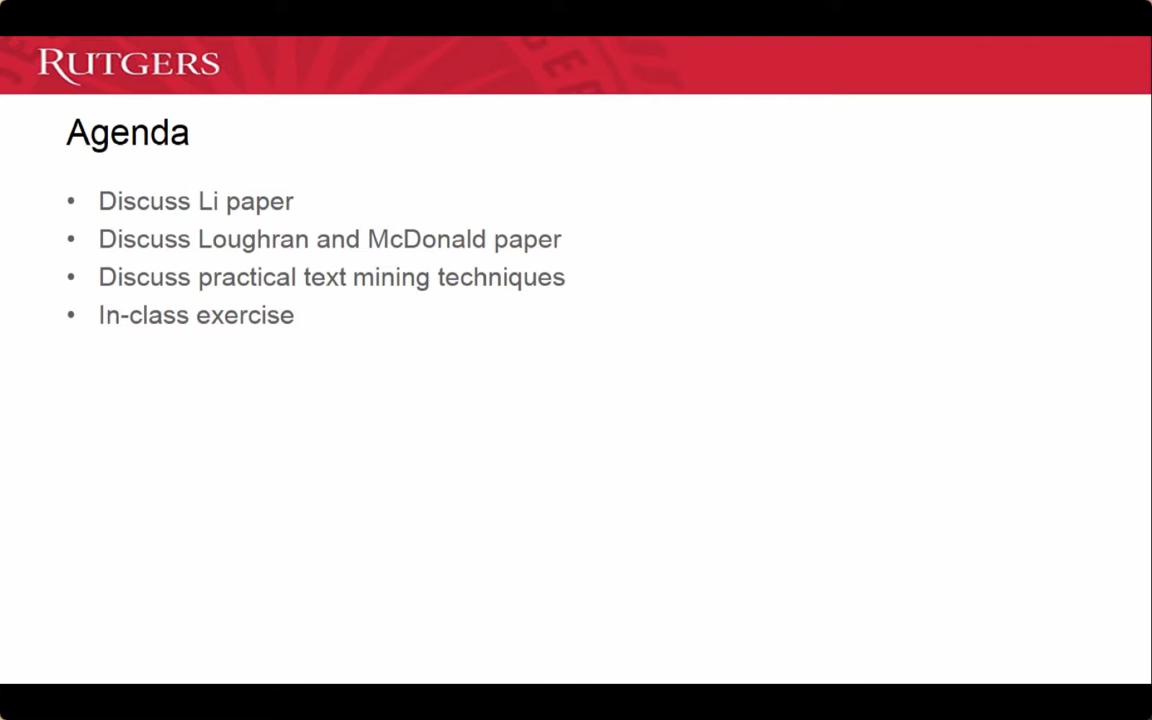 RUTGERS
Agenda
• Discuss Li paper
• Discuss Loughran and McDonald paper
• Discuss practical text mining techniques
• In-class exercise